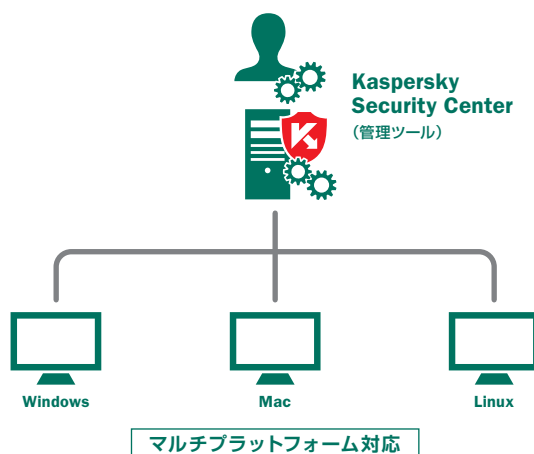 Kaspersky
Security Center
（管理ツール）
Windows
Mac
Linux
マルチプラットフォーム対応